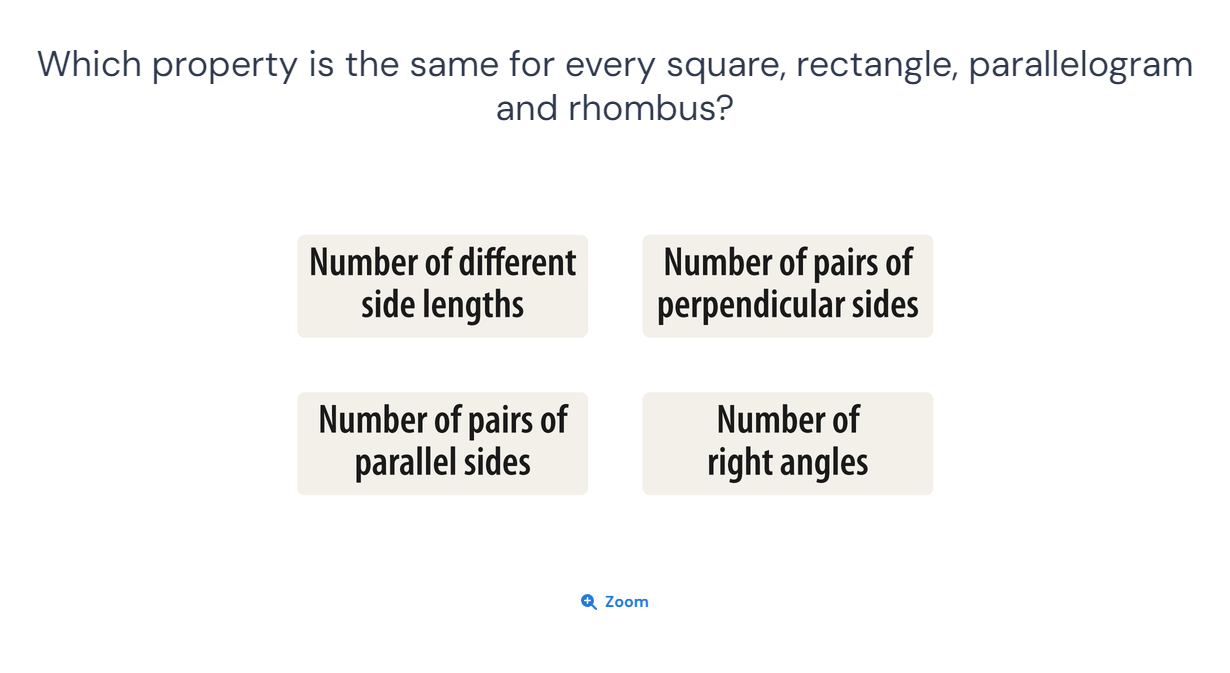 Which property is the same for every square, rectangle, parallelogram
and rhombus?
Number of different
side lengths
Number of pairs of
perpendicular sides
Number of pairs of
parallel sides
Number of
right angles
Zoom